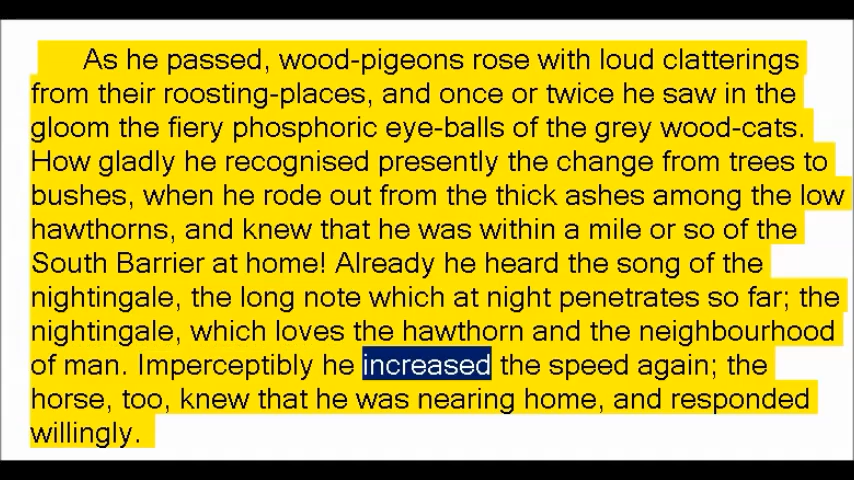 As he passed, wood-pigeons rose with loud clatterings
from their roosting-places, and once or twice he saw in the
gloom the fiery phosphoric eye-balls of the grey wood-cats.
How gladly he recognised presently the change from trees to
bushes, when he rode out from the thick ashes among the low
hawthorns, and knew that he was within a mile or so of the
South Barrier at home! Already he heard the song of the
nightingale, the long note which at night penetrates so far; the
nightingale, which loves the hawthorn and the neighbourhood
of man. Imperceptibly he increased the speed again; the
horse, too, knew that he was nearing home, and responded
willingly.